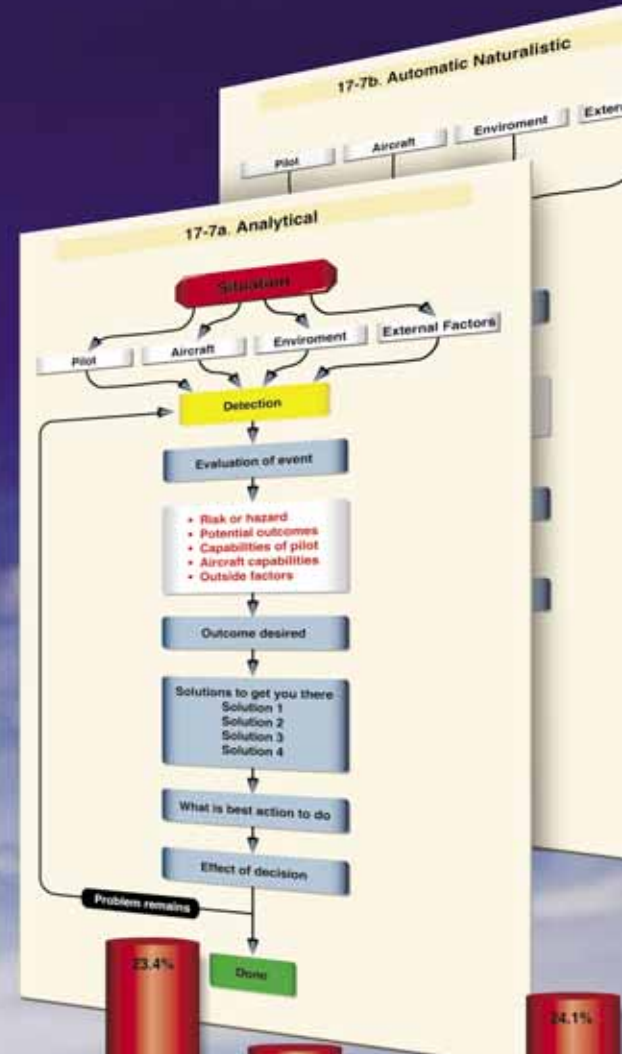 17-7b. Automatic Naturalistic
Pilot
Aircraft
Enviroment
17-7a. Analytical
Situation
Pilot
Aircraft
Enviroment
External Factors
Detection
Evaluation of event
• Risk or hazard
• Potential outcomes
• Capabilities of pilot
• Aircraft capabilities
• Outside factors
Outcome desired
Solutions to get you there
Solution 1
Solution 2
Solution 3
Solution 4
What is best action to do
Effect of decision
Problem remains
Done
23.4%
24.1%